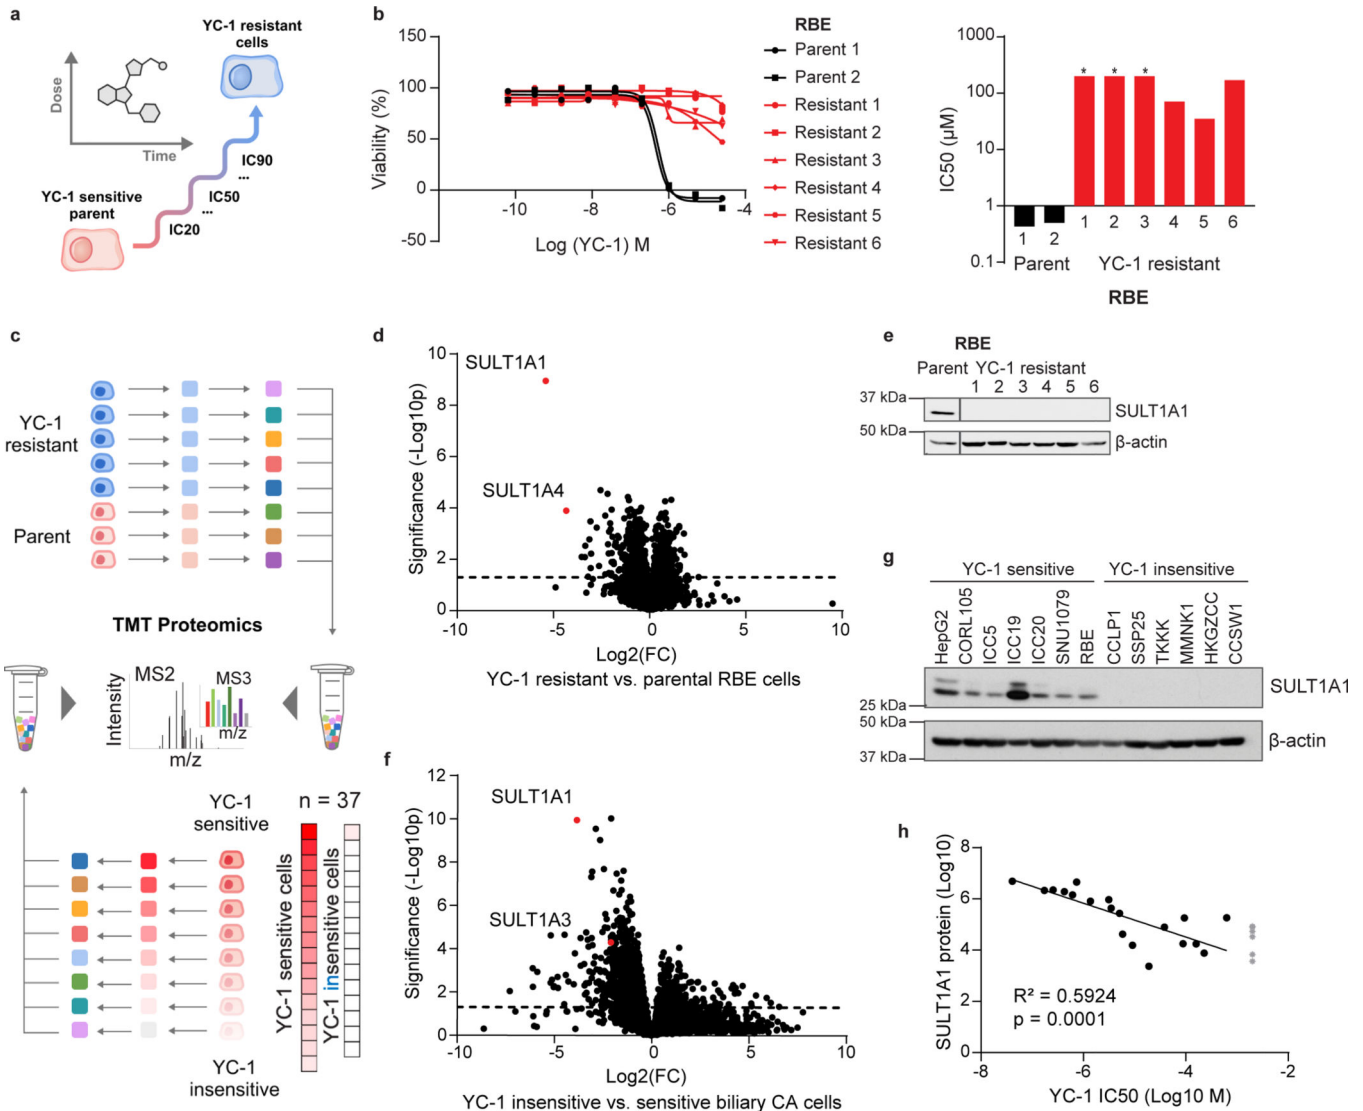 a
YC-1 resistant
cells
Dose
Time
IC90
...
IC50
...
IC20
YC-1 sensitive
parent
b
150
100
50
0
-50
Viability (%)
-10
-8
-6
-4
Log (YC-1) M
RBE
Parent 1
Parent 2
Resistant 1
Resistant 2
Resistant 3
Resistant 4
Resistant 5
Resistant 6
1000
100
10
1
0.1
IC50 (µM)
* * *
1 2 1 2 3 4 5 6
Parent YC-1 resistant
RBE
c
YC-1
resistant
Parent
TMT Proteomics
MS2
MS3
Intensity
m/z
m/z
YC-1
sensitive
n = 37
YC-1 sensitive cells
YC-1 insensitive cells
YC-1
insensitive
d
10
8
6
4
2
0
Significance (-Log10p)
SULT1A1
SULT1A4
-10
-5
0
5
10
Log2(FC)
YC-1 resistant vs. parental RBE cells
e
RBE
Parent YC-1 resistant
1 2 3 4 5 6
37 kDa
SULT1A1
50 kDa
β-actin
f
12
10
8
6
4
2
0
Significance (-Log10p)
SULT1A1
SULT1A3
-10
-5
0
5
10
Log2(FC)
YC-1 insensitive vs. sensitive biliary CA cells
g
YC-1 sensitive YC-1 insensitive
HepG2
CORL105
ICC5
ICC19
ICC20
SNU1079
RBE
CCLP1
SSP25
TKKK
MMNK1
HKGZCC
CCSW1
SULT1A1
25 kDa
50 kDa
β-actin
37 kDa
h
8
6
4
2
0
SULT1A1 protein (Log10)
R² = 0.5924
p = 0.0001
-8
-6
-4
-2
YC-1 IC50 (Log10 M)